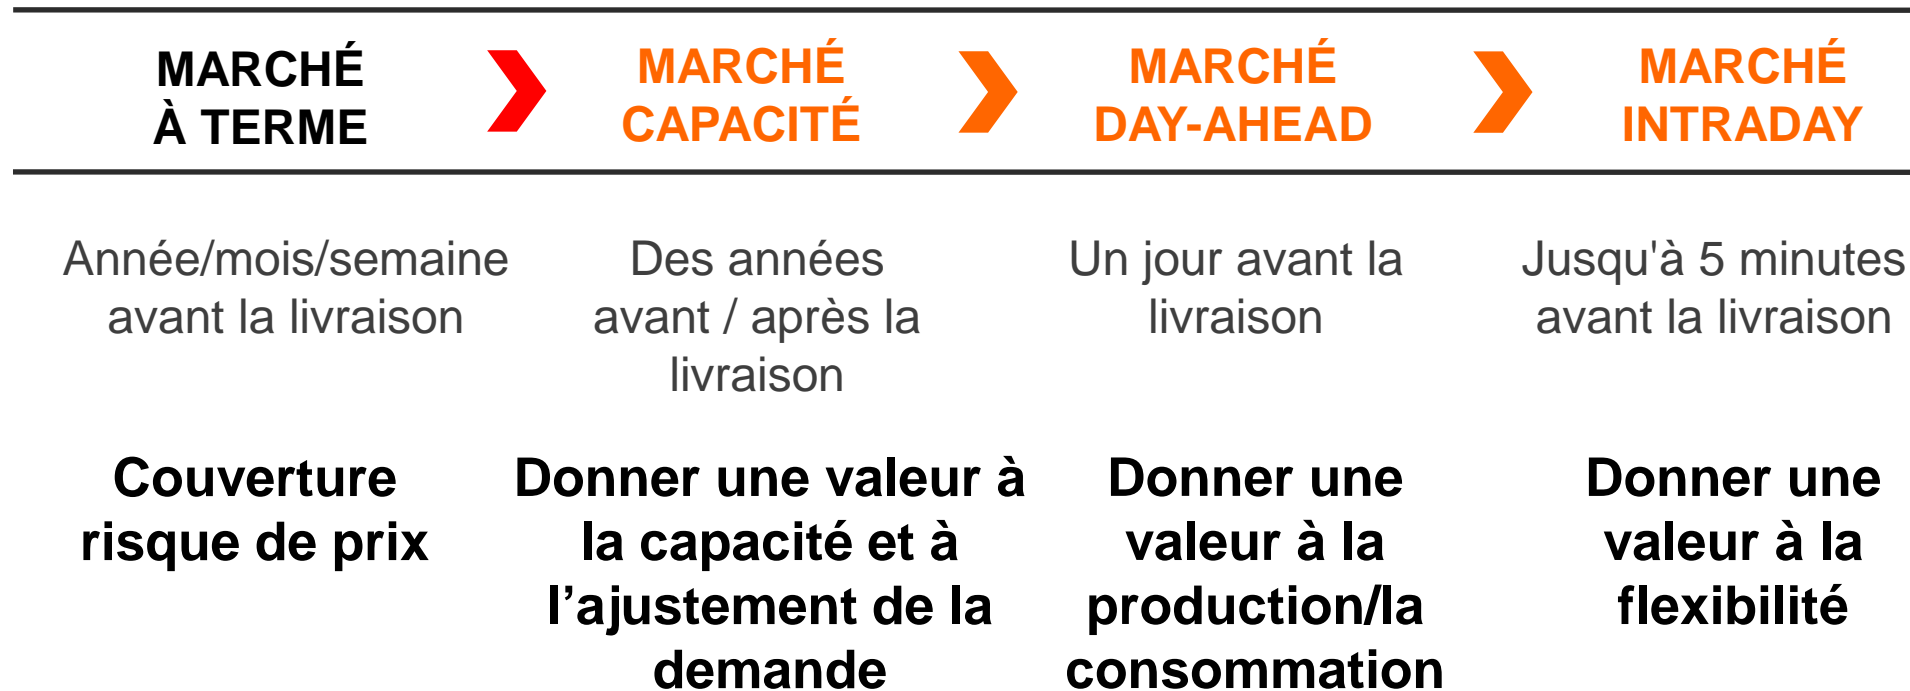 MARCHÉ
À TERME
MARCHÉ
CAPACITÉ
MARCHÉ
DAY-AHEAD
MARCHÉ
INTRADAY
Année/mois/semaine
avant la livraison
Des années
avant / après la
livraison
Un jour avant la
livraison
Jusqu'à 5 minutes
avant la livraison
Couverture
risque de prix
Donner une valeur à
la capacité et à
l’ajustement de la
demande
Donner une
valeur à la
production/la
consommation
Donner une
valeur à la
flexibilité